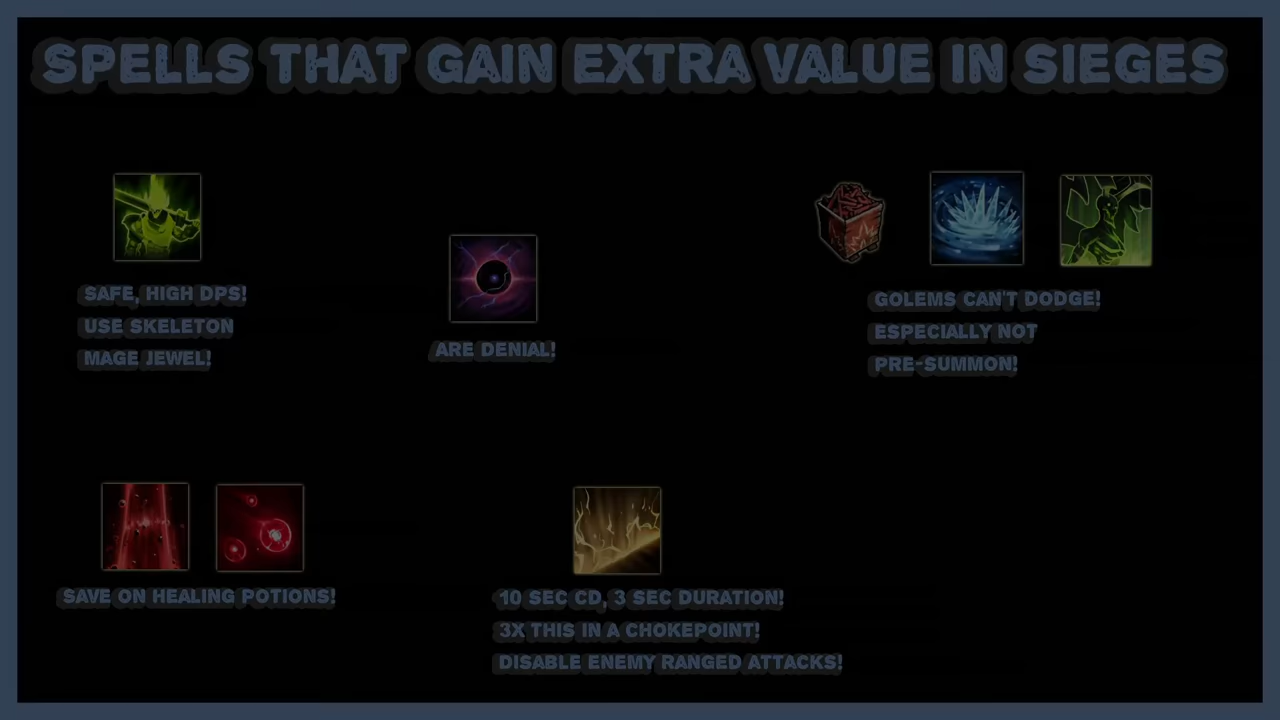 SPELLS THAT GAIN EXTRA VALUE IN SIEGES
SAFE, HIGH DPS!
USE SKELETON
MAGE JEWEL!
ARE DENIAL!
GOLEMS CAN'T DODGE!
ESPECIALLY NOT
PRE-SUMMON!
SAVE ON HEALING POTIONS!
10 SEC CD, 3 SEC DURATION!
3X THIS IN A CHOKEPOINT!
DISABLE ENEMY RANGED ATTACKS!